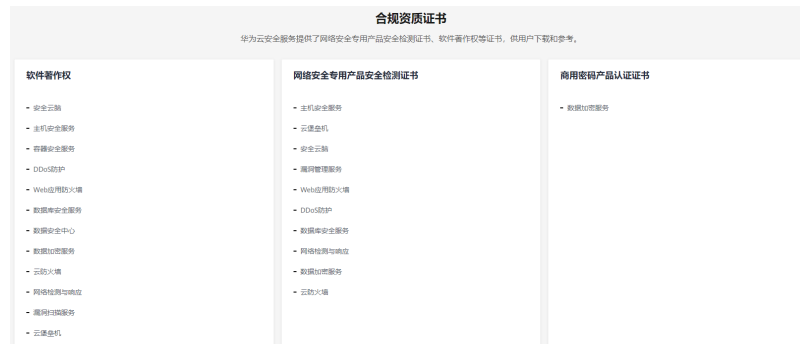 合规资质证书
华为云安全服务提供了网络安全专用产品安全检测证书、软件著作权等证书，供用户下载和参考。
软件著作权
- 安全云脑
- 主机安全服务
- 容器安全服务
- DDoS防护
- Web应用防火墙
- 数据库安全服务
- 数据安全中心
- 数据加密服务
- 云防火墙
- 网络检测与响应
- 漏洞扫描服务
- 云堡垒机
网络安全专用产品安全检测证书
- 主机安全服务
- 云堡垒机
- 安全云脑
- 漏洞管理服务
- Web应用防火墙
- DDoS防护
- 数据库安全服务
- 网络检测与响应
- 数据加密服务
- 云防火墙
商用密码产品认证证书
- 数据加密服务